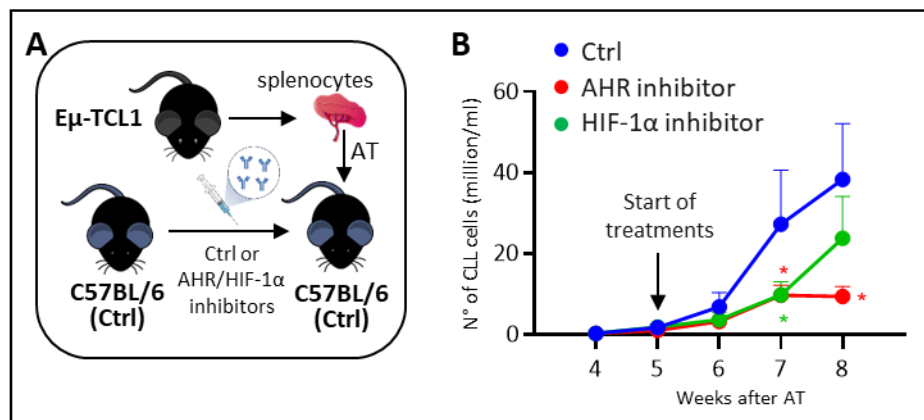 A
Eµ-TCL1
splenocytes
AT
C57BL/6
(Ctrl)
Ctrl or
AHR/HIF-1α
inhibitors
C57BL/6
(Ctrl)
B
Ctrl
AHR inhibitor
HIF-1α inhibitor
N° of CLL cells (million/ml)
60
40
20
0
Start of
treatments
*
*
*
4 5 6 7 8
Weeks after AT